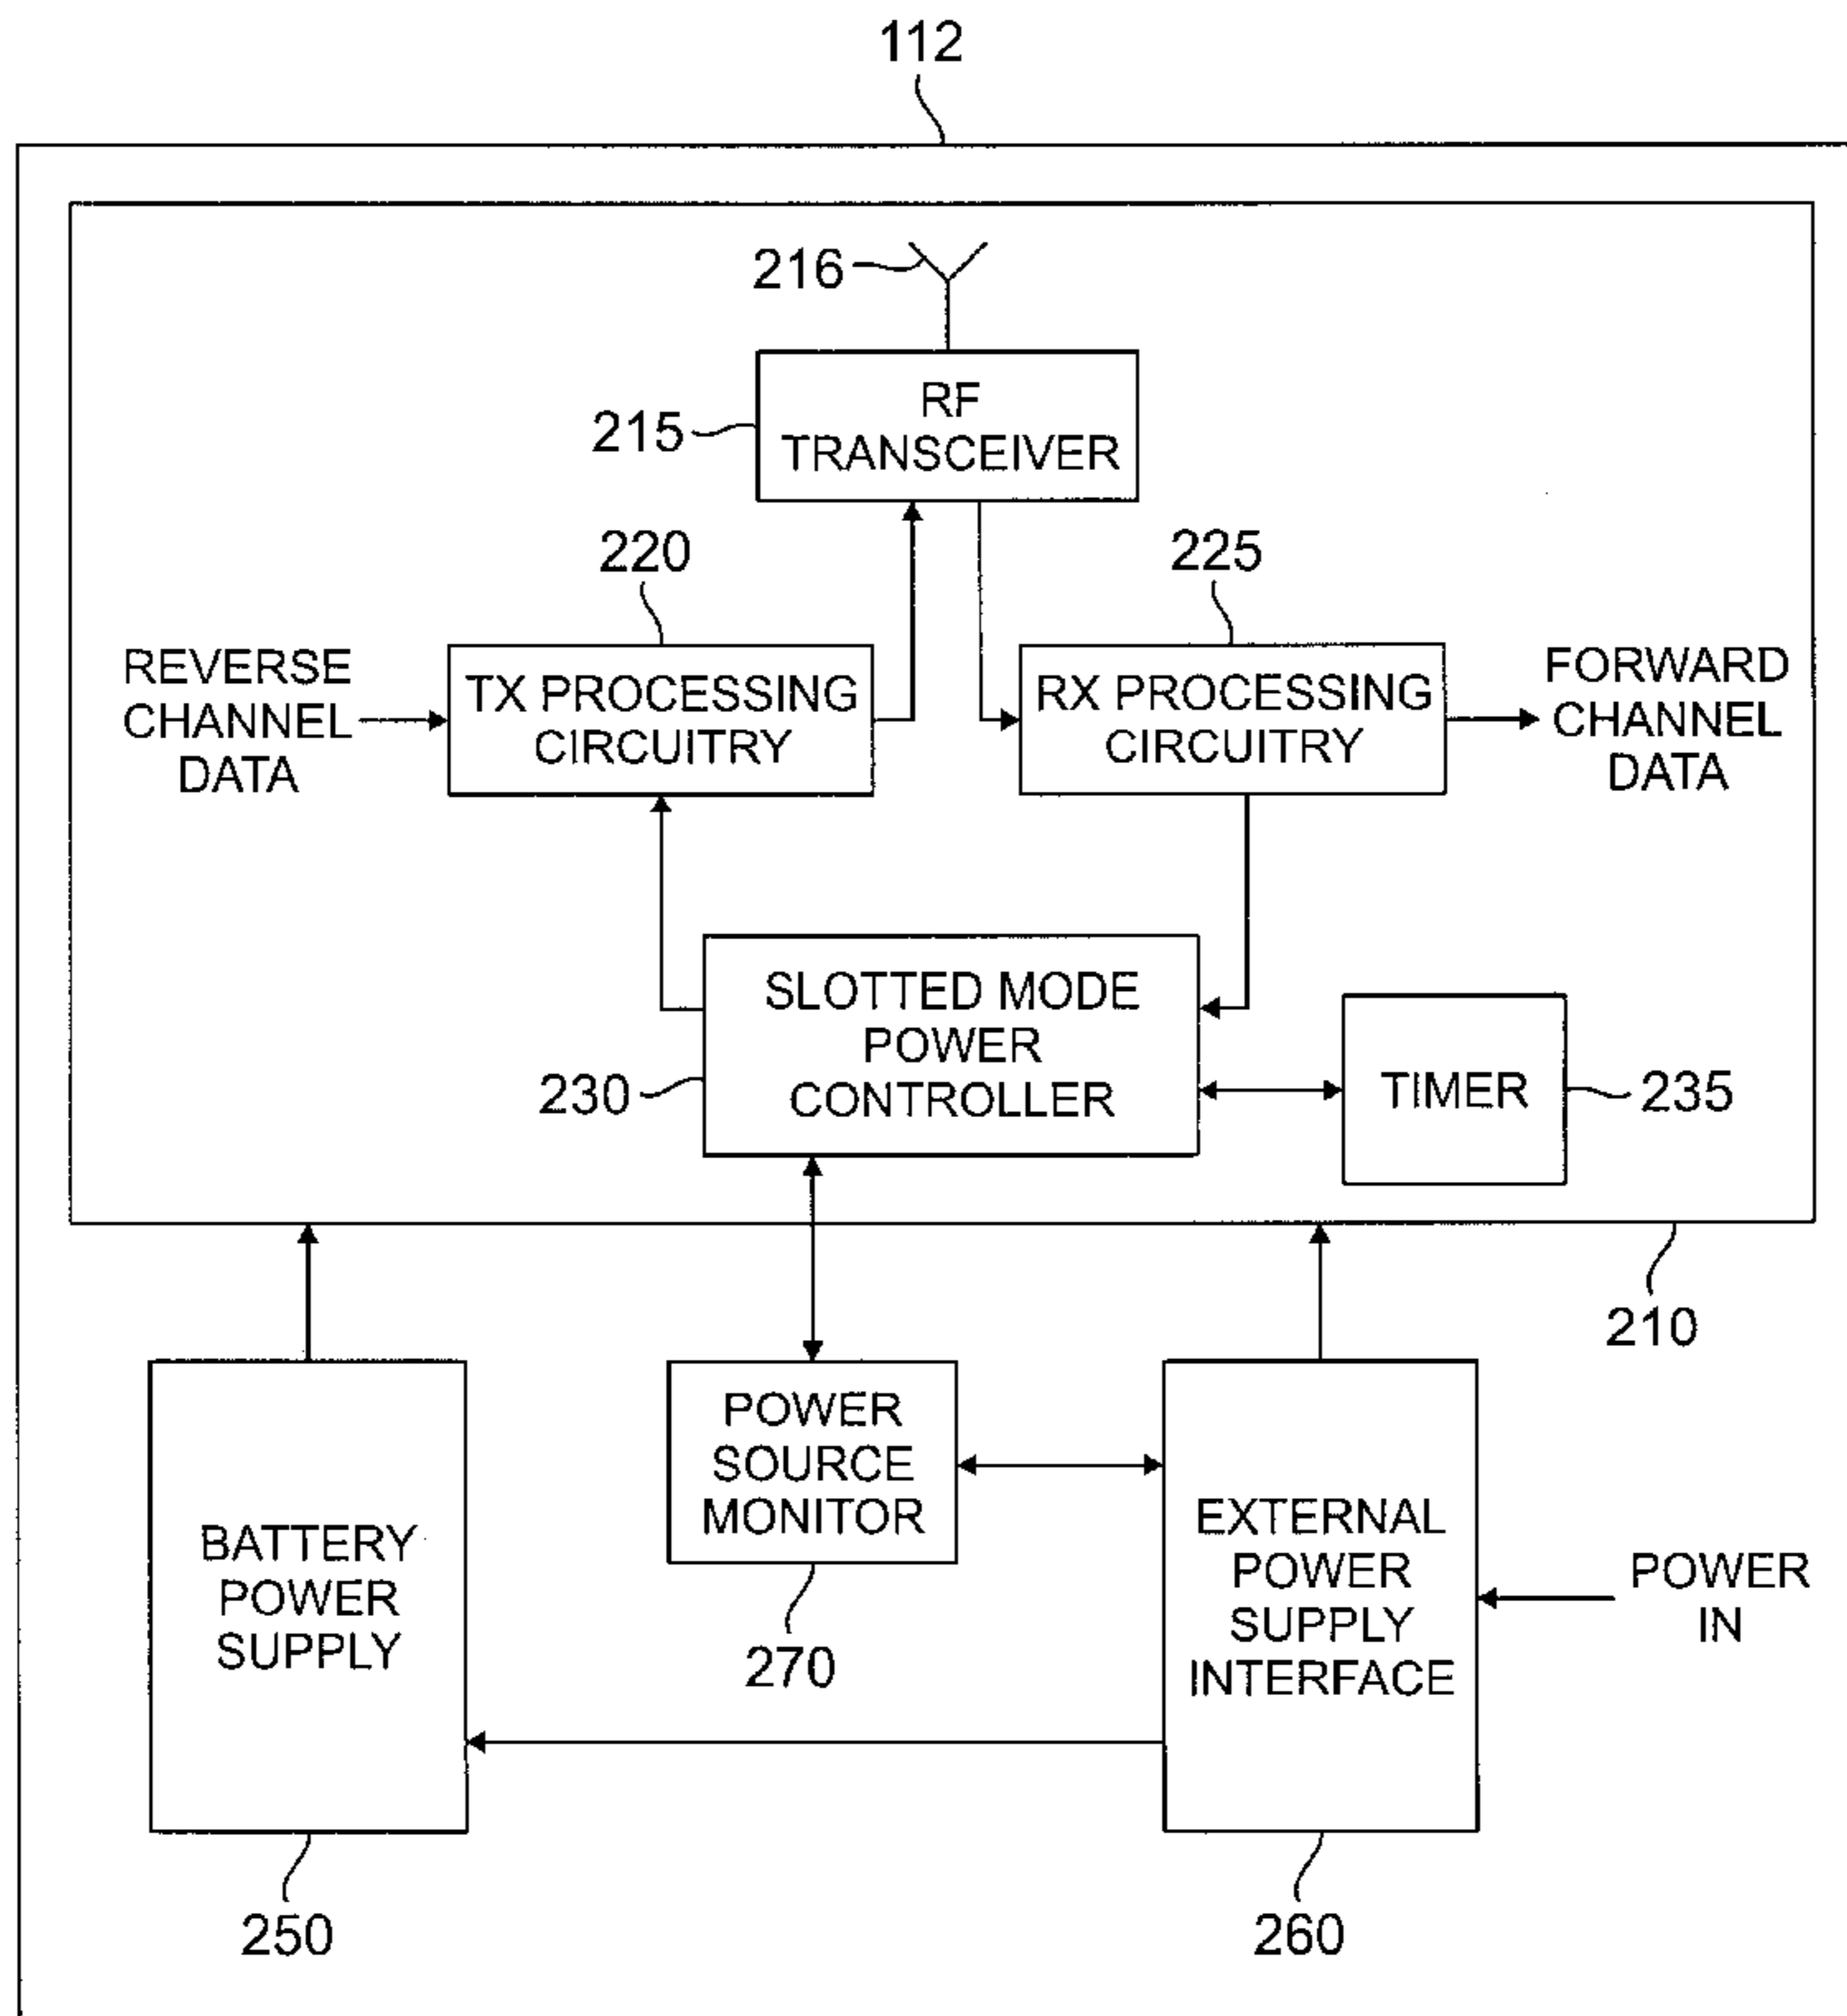 112
216
RF
TRANSCEIVER
215
220
225
REVERSE
CHANNEL
DATA
TX PROCESSING
CIRCUITRY
RX PROCESSING
CIRCUITRY
FORWARD
CHANNEL
DATA
SLOTTED MODE
POWER
CONTROLLER
230
TIMER
235
210
BATTERY
POWER
SUPPLY
POWER
SOURCE
MONITOR
270
EXTERNAL
POWER
SUPPLY
INTERFACE
POWER
IN
250
260